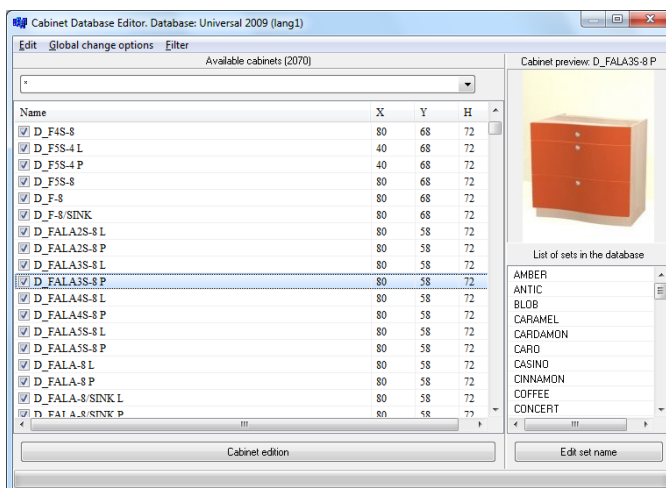 Cabinet Database Editor. Database: Universal 2009 (lang1)
Edit Global change options Filter
Available cabinets (2070)
*
Name X Y H
D_F4S-8 80 68 72
D_F5S-4 L 40 68 72
D_F5S-4 P 40 68 72
D_F5S-8 80 68 72
D_F-8 80 68 72
D_F-8/SINK 80 68 72
D_FALA2S-8 L 80 58 72
D_FALA2S-8 P 80 58 72
D_FALA3S-8 L 80 58 72
D_FALA3S-8 P 80 58 72
D_FALA4S-8 L 80 58 72
D_FALA4S-8 P 80 58 72
D_FALA5S-8 L 80 58 72
D_FALA5S-8 P 80 58 72
D_FALA-8 L 80 58 72
D_FALA-8 P 80 58 72
D_FALA-8/SINK L 80 58 72
D_FALA-8/SINK P 80 58 72
Cabinet edition
Cabinet preview: D_FALA3S-8 P
List of sets in the database
AMBER
ANTIC
BLOB
CARAMEL
CARDAMON
CARO
CASINO
CINNAMON
COFFEE
CONCERT
Edit set name